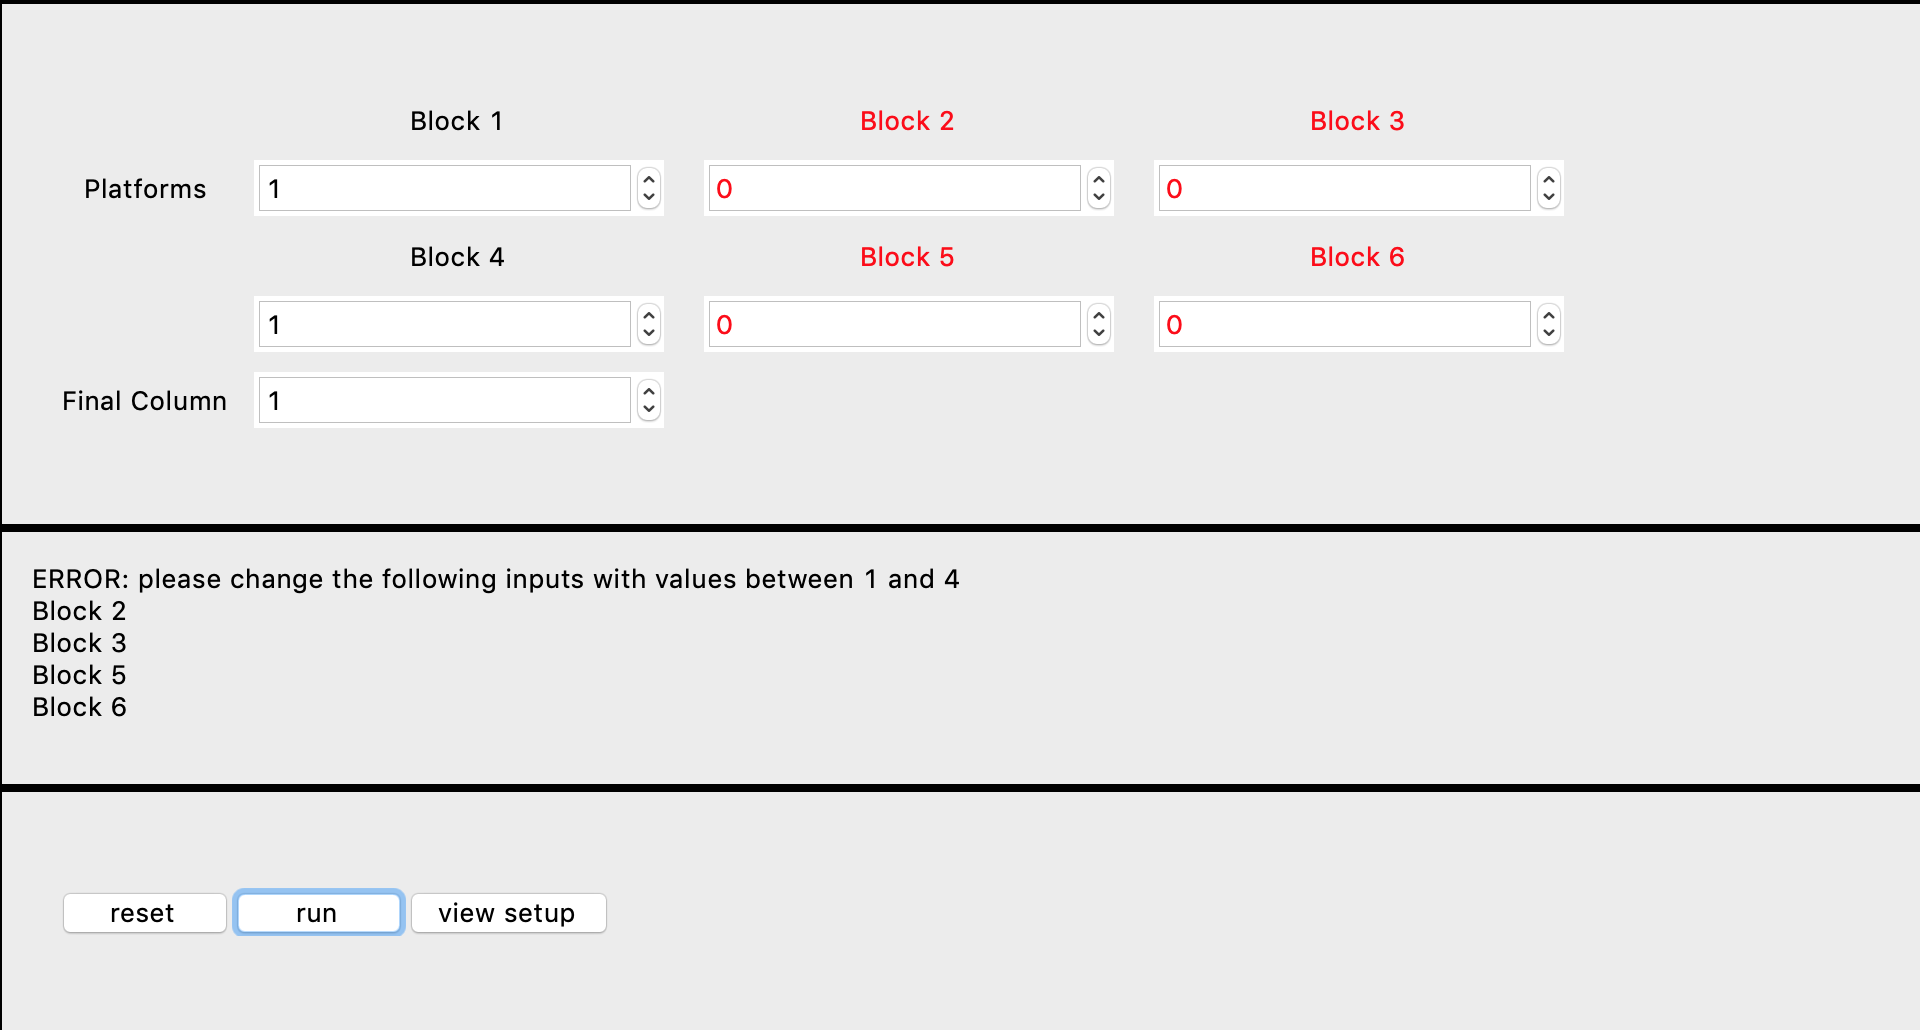 Block 1 Block 2 Block 3
Platforms 1 0 0
Block 4 Block 5 Block 6
1 0 0
Final Column 1
ERROR: please change the following inputs with values between 1 and 4
Block 2
Block 3
Block 5
Block 6
reset run view setup